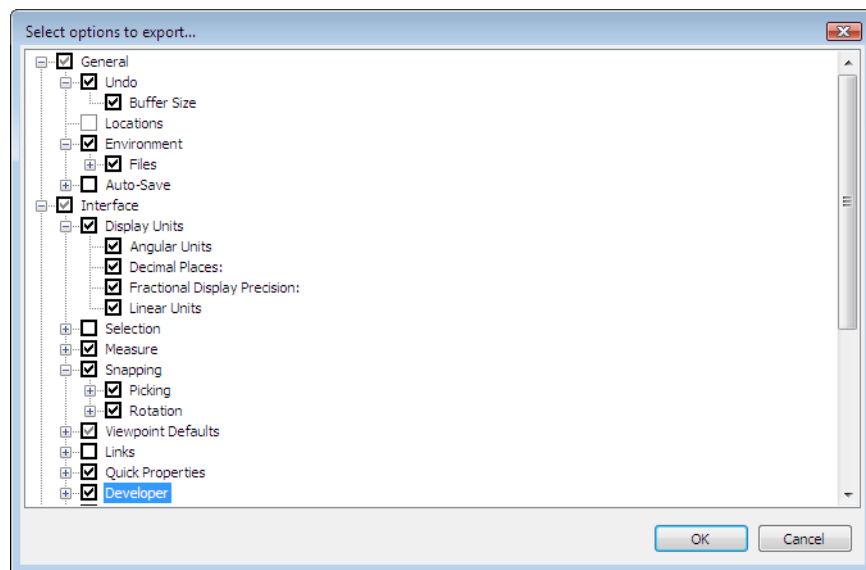 Select options to export...
General
Undo
Buffer Size
Locations
Environment
Files
Auto-Save
Interface
Display Units
Angular Units
Decimal Places:
Fractional Display Precision:
Linear Units
Selection
Measure
Snapping
Picking
Rotation
Viewpoint Defaults
Links
Quick Properties
Developer
OK Cancel